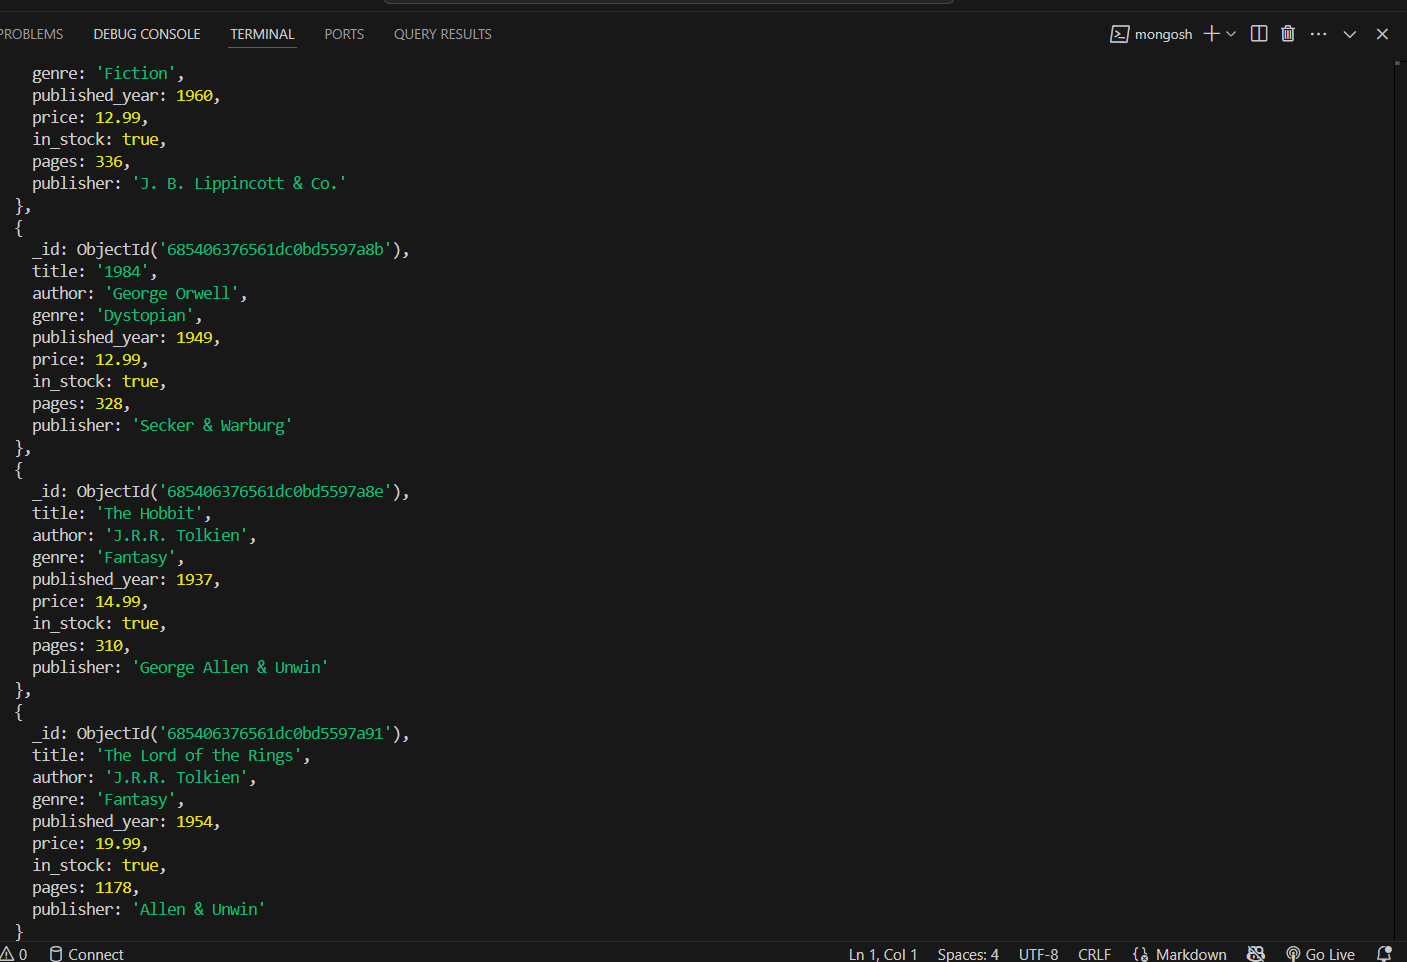 PROBLEMS DEBUG CONSOLE TERMINAL PORTS QUERY RESULTS mongosh
genre: 'Fiction',
published_year: 1960,
price: 12.99,
in_stock: true,
pages: 336,
publisher: 'J. B. Lippincott & Co.'
},
{
_id: ObjectId('685406376561dc0bd5597a8b'),
title: '1984',
author: 'George Orwell',
genre: 'Dystopian',
published_year: 1949,
price: 12.99,
in_stock: true,
pages: 328,
publisher: 'Secker & Warburg'
},
{
_id: ObjectId('685406376561dc0bd5597a8e'),
title: 'The Hobbit',
author: 'J.R.R. Tolkien',
genre: 'Fantasy',
published_year: 1937,
price: 14.99,
in_stock: true,
pages: 310,
publisher: 'George Allen & Unwin'
},
{
_id: ObjectId('685406376561dc0bd5597a91'),
title: 'The Lord of the Rings',
author: 'J.R.R. Tolkien',
genre: 'Fantasy',
published_year: 1954,
price: 19.99,
in_stock: true,
pages: 1178,
publisher: 'Allen & Unwin'
}
0 Connect Ln 1, Col 1 Spaces: 4 UTF-8 CRLF Markdown Go Live